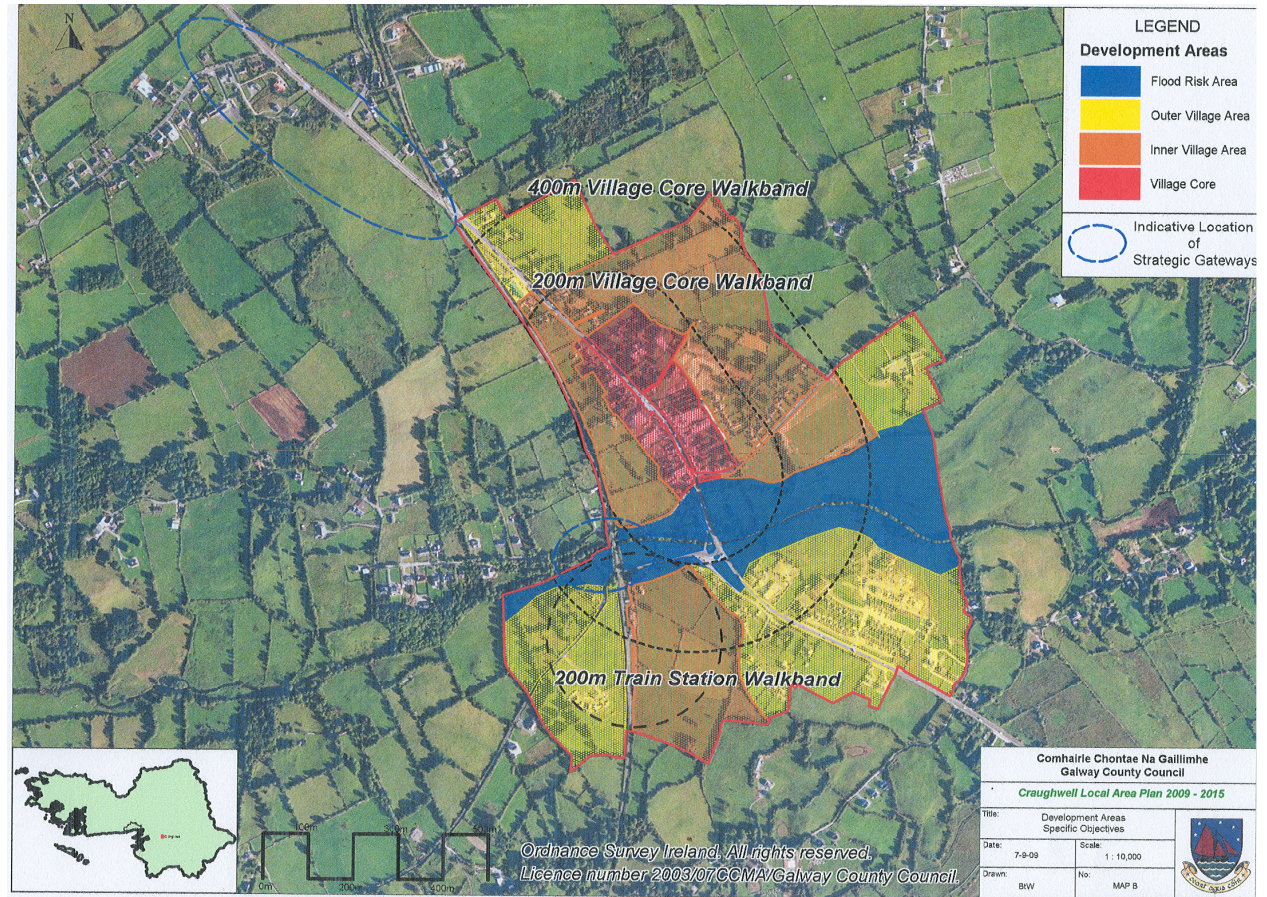 N
LEGEND
Development Areas
Flood Risk Area
Outer Village Area
Inner Village Area
Village Core
Indicative Location
of
Strategic Gateways
400m Village Core Walkband
200m Village Core Walkband
200m Train Station Walkband
100m
300m
0m
200m
400m
Ordnance Survey Ireland. All rights reserved.
Licence number 2003/07CCMA/Galway County Council.
Comhairle Chontae Na Gaillimhe
Galway County Council
Craughwell Local Area Plan 2009 - 2015
Title:
Development Areas
Specific Objectives
Date:
7-9-09
Scale:
1 : 10,000
Drawn:
BtW
No:
MAP B